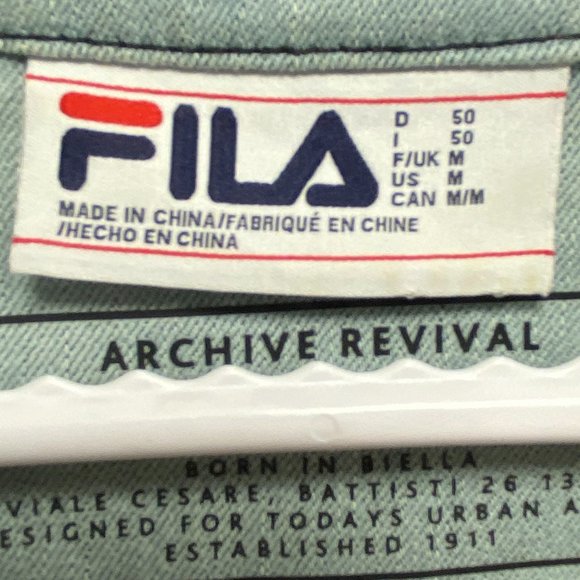 FILA
D 50
I 50
F/UK M
US M
CAN M/M
MADE IN CHINA/FABRIQUÉ EN CHINE
/HECHO EN CHINA
ARCHIVE REVIVAL
BORN IN BIELLA
VIALE CESARE, BATTISTI 26 13
ESIGNED FOR TODAYS URBAN A
ESTABLISHED 1911